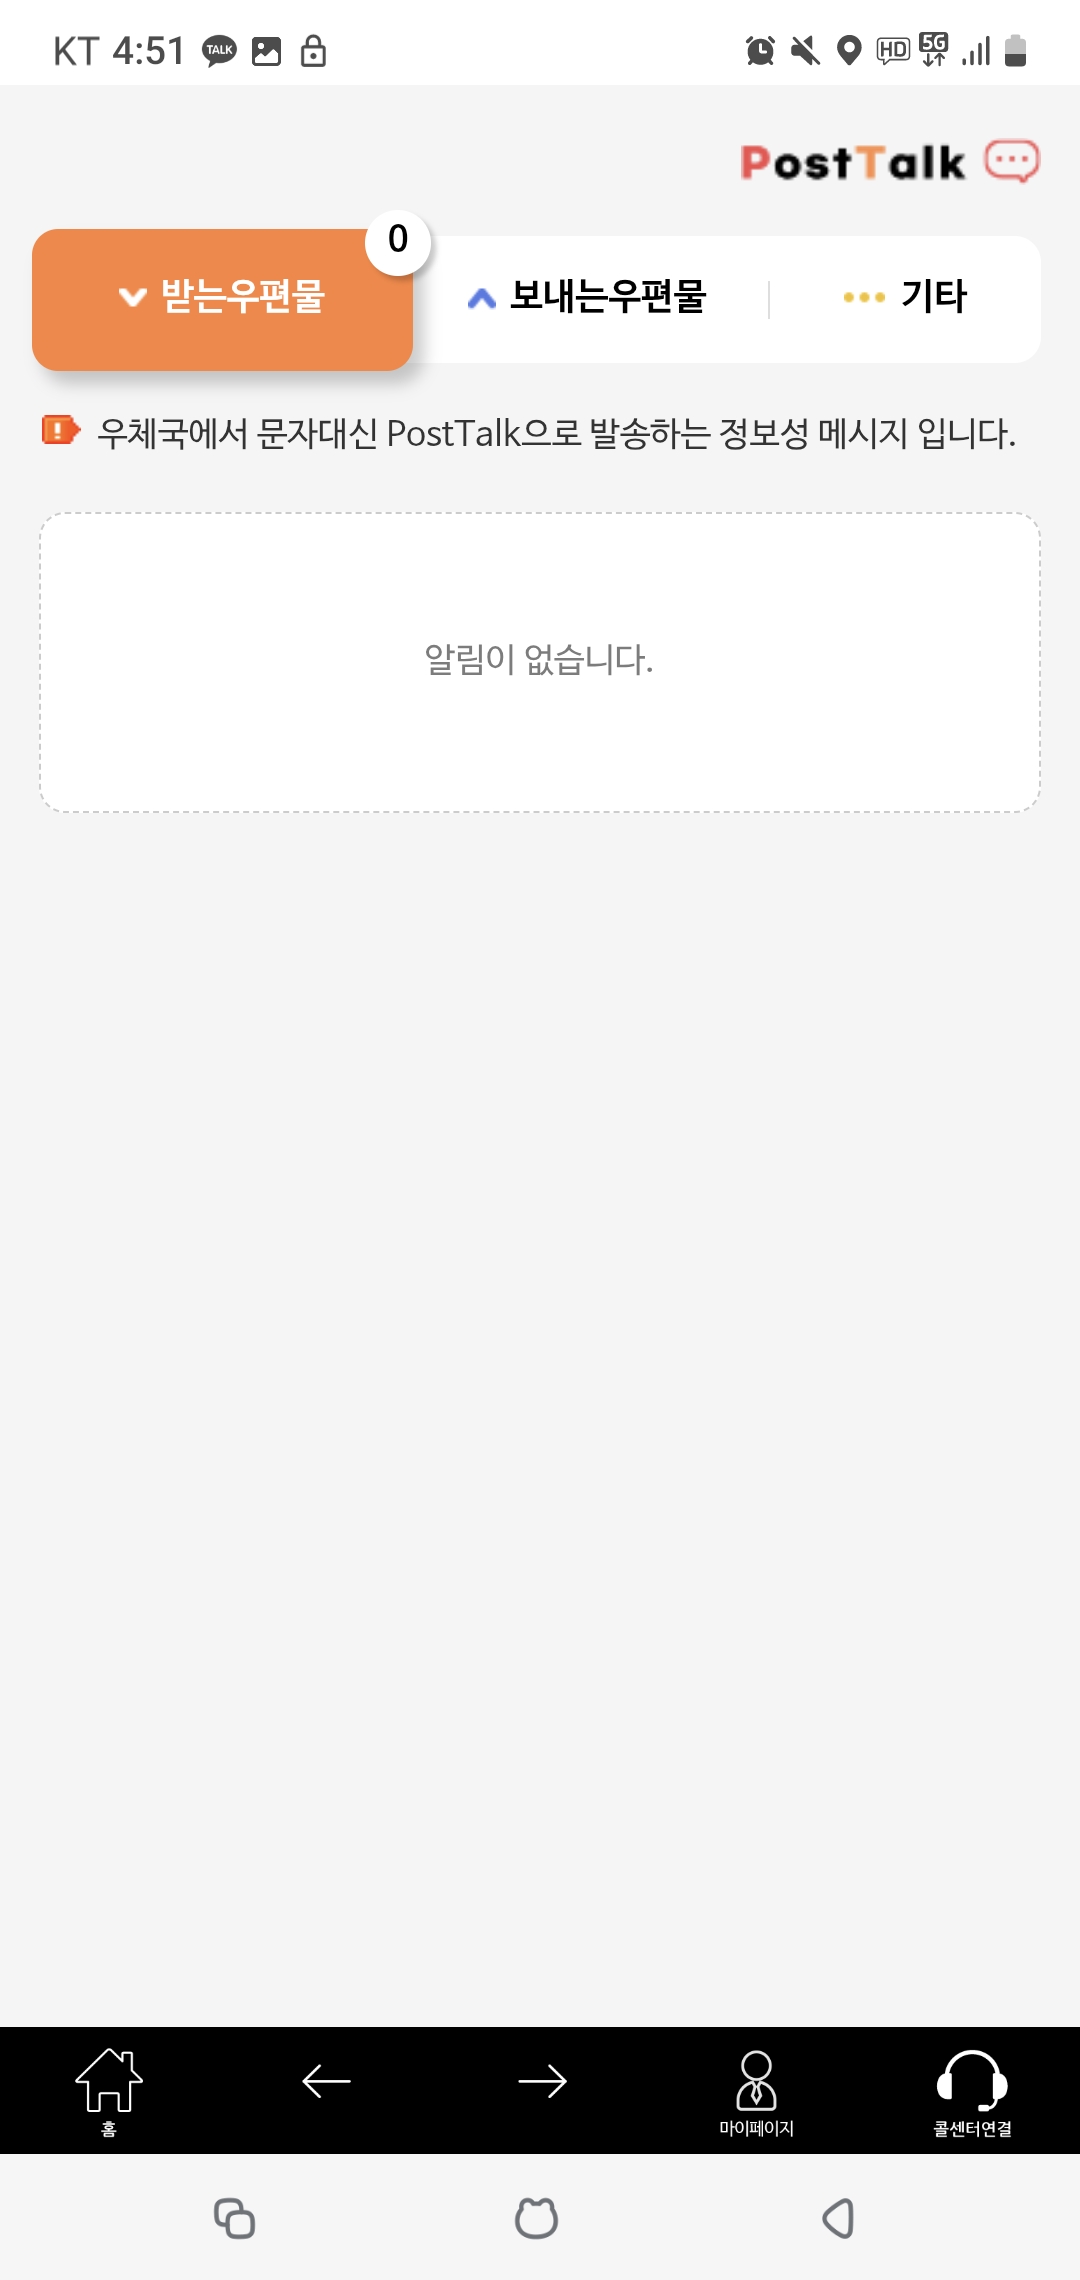 KT 4:51 TALK HD 5G
PostTalk
받는우편물 0 보내는우편물 기타
우체국에서 문자대신 PostTalk으로 발송하는 정보성 메시지 입니다.
알림이 없습니다.
홈 마이페이지 콜센터연결